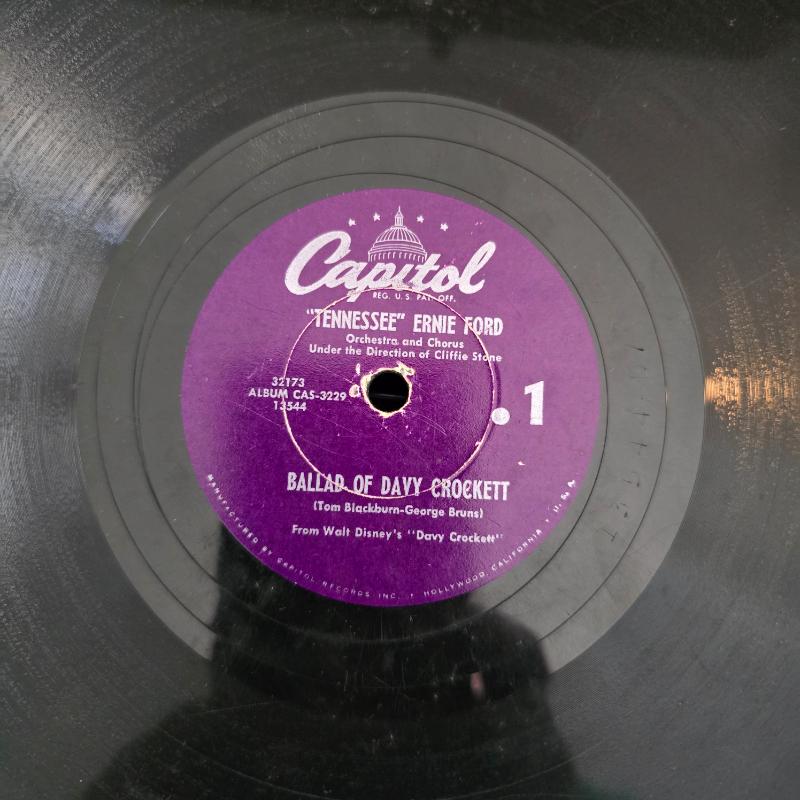 Capitol
REG. U. S. PAT. OFF.
"TENNESSEE" ERNIE FORD
Orchestra and Chorus
Under the Direction of Cliffie Stone
32173
ALBUM CAS-3229
13544
.1
BALLAD OF DAVY CROCKETT
(Tom Blackburn-George Bruns)
From Walt Disney's "Davy Crockett"
MANUFACTURED BY CAPITOL RECORDS INC. • HOLLYWOOD, CALIFORNIA • U.S.A.